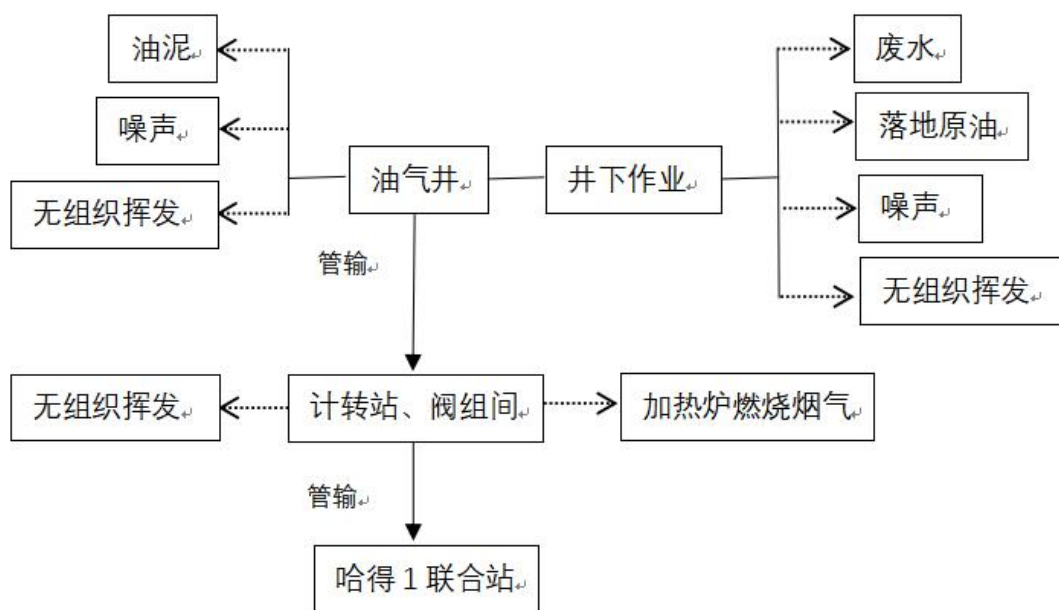 油泥
废水
噪声
落地原油
油气井
井下作业
无组织挥发
噪声
管输
无组织挥发
无组织挥发
计转站、阀组间
加热炉燃烧烟气
管输
哈得1联合站